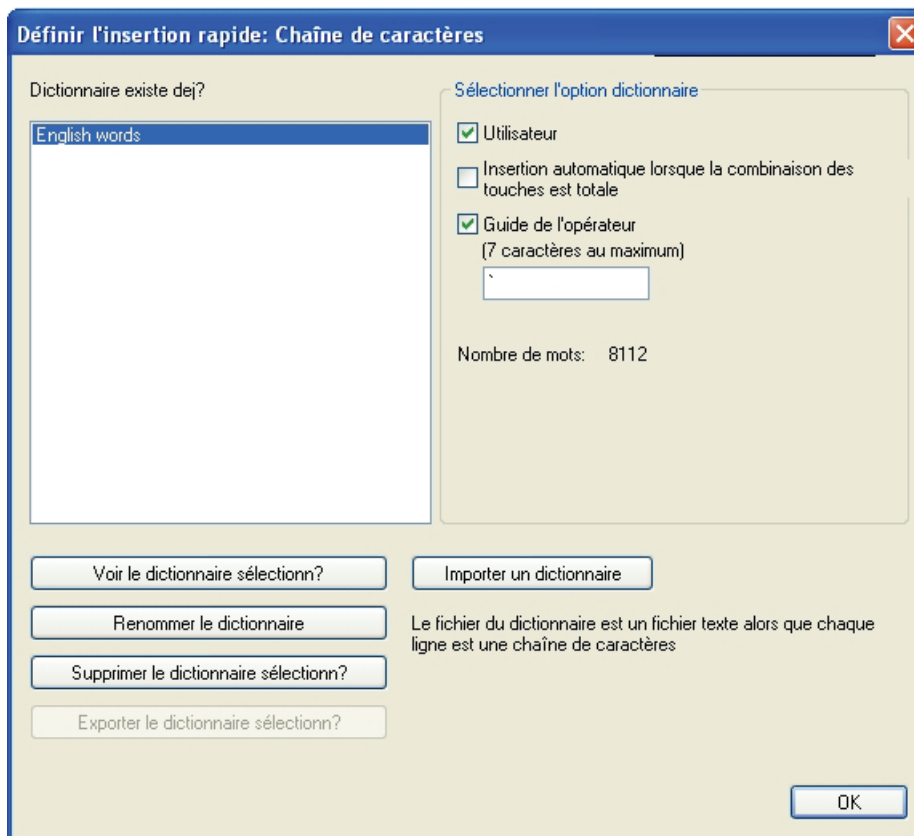 Définir l'insertion rapide: Chaîne de caractères
Dictionnaire existe dej?
English words
Sélectionner l'option dictionnaire
Utilisateur
Insertion automatique lorsque la combinaison des
touches est totale
Guide de l'opérateur
(7 caractères au maximum)
`
Nombre de mots: 8112
Voir le dictionnaire sélectionn?
Importer un dictionnaire
Renommer le dictionnaire
Le fichier du dictionnaire est un fichier texte alors que chaque
ligne est une chaîne de caractères
Supprimer le dictionnaire sélectionn?
Exporter le dictionnaire sélectionn?
OK